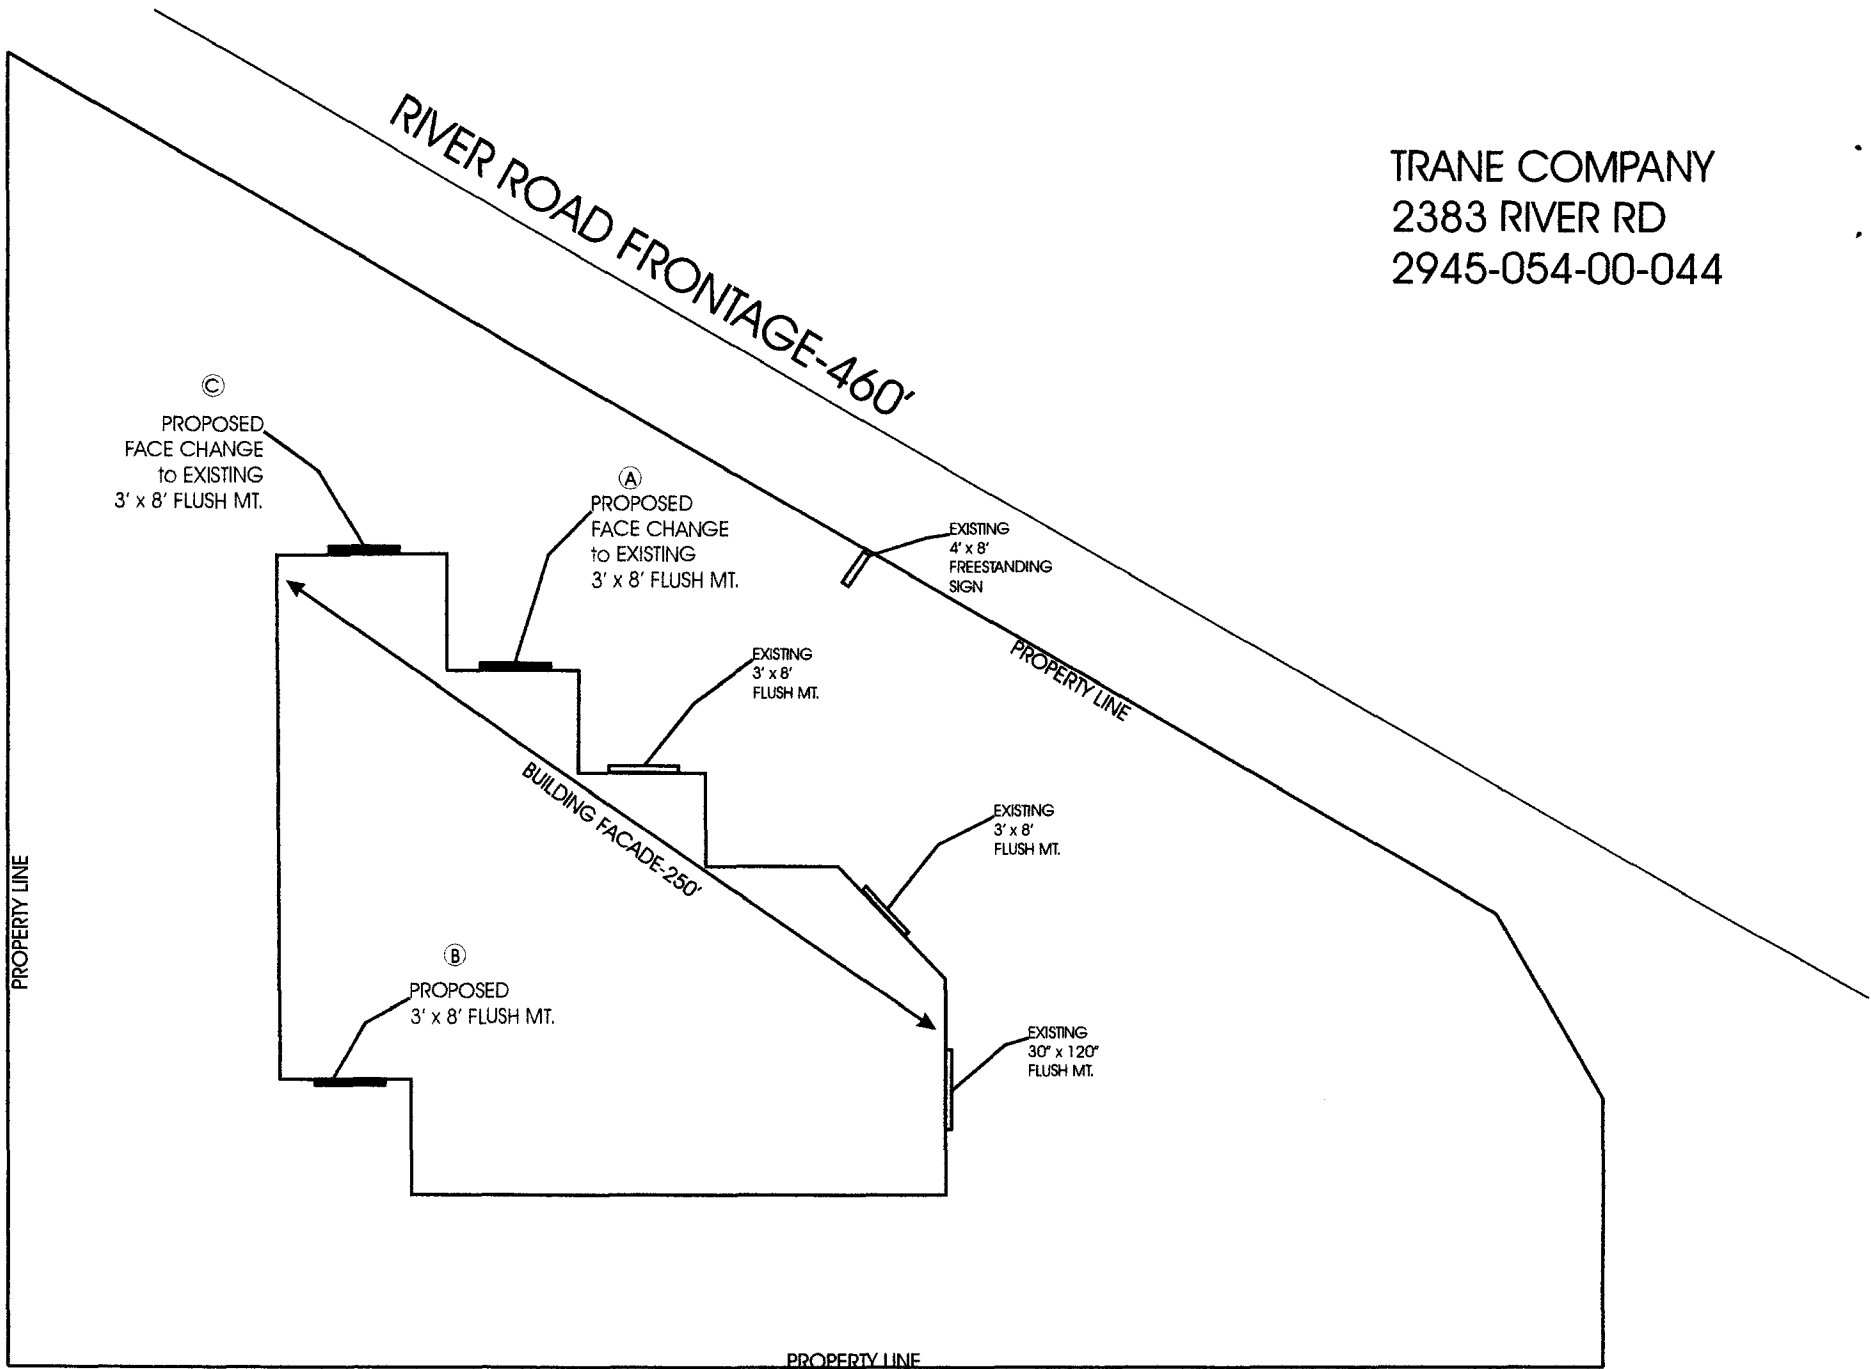 RIVER ROAD FRONTAGE-460'
TRANE COMPANY
2383 RIVER RD
2945-054-00-044
C
PROPOSED
FACE CHANGE
to EXISTING
3' x 8' FLUSH MT.
A
PROPOSED
FACE CHANGE
to EXISTING
3' x 8' FLUSH MT.
EXISTING
4' x 8'
FREESTANDING
SIGN
EXISTING
3' x 8'
FLUSH MT.
PROPERTY LINE
BUILDING FACADE-250'
EXISTING
3' x 8'
FLUSH MT.
PROPERTY LINE
B
PROPOSED
3' x 8' FLUSH MT.
EXISTING
30" x 120"
FLUSH MT.
PROPERTY LINE